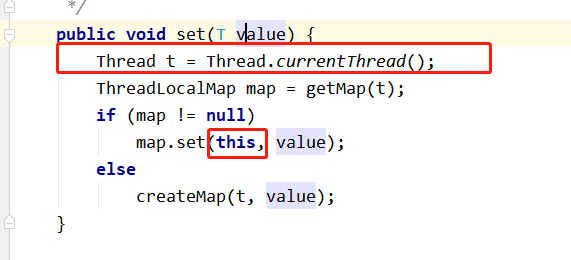 */
public void set(T value) {
Thread t = Thread.currentThread();
ThreadLocalMap map = getMap(t);
if (map != null)
map.set(this, value);
else
createMap(t, value);
}